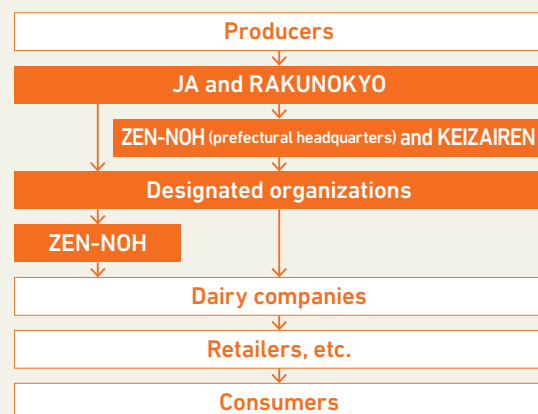 Producers
JA and RAKUNOKYO
ZEN-NOH (prefectural headquarters) and KEIZAIREN
Designated organizations
ZEN-NOH
Dairy companies
Retailers, etc.
Consumers